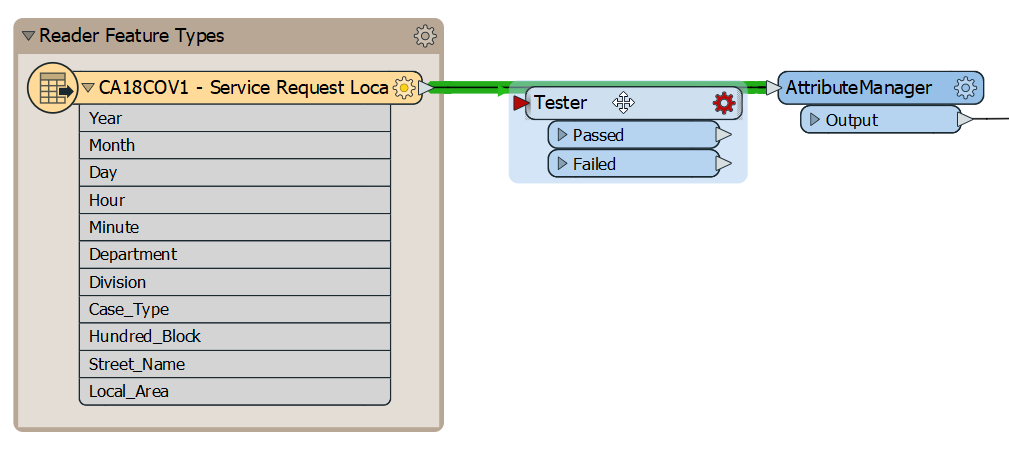 Reader Feature Types
CA18COV1 - Service Request Loca
Year
Month
Day
Hour
Minute
Department
Division
Case_Type
Hundred_Block
Street_Name
Local_Area
Tester
Passed
Failed
AttributeManager
Output